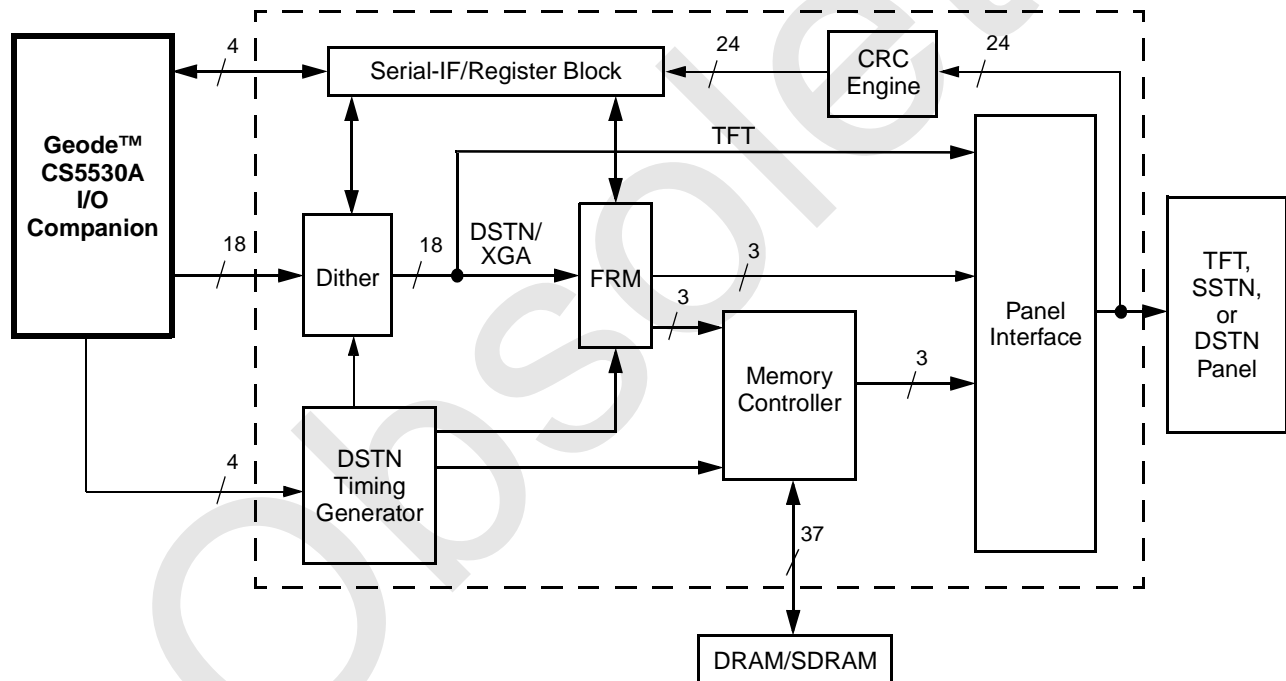 4
Serial-IF/Register Block
24
CRC
Engine
24
Geode™
CS5530A
I/O
Companion
TFT
18
Dither
18
DSTN/
XGA
FRM
3
3
Panel
Interface
TFT,
SSTN,
or
DSTN
Panel
Memory
Controller
3
4
DSTN
Timing
Generator
37
DRAM/SDRAM
Obsolet